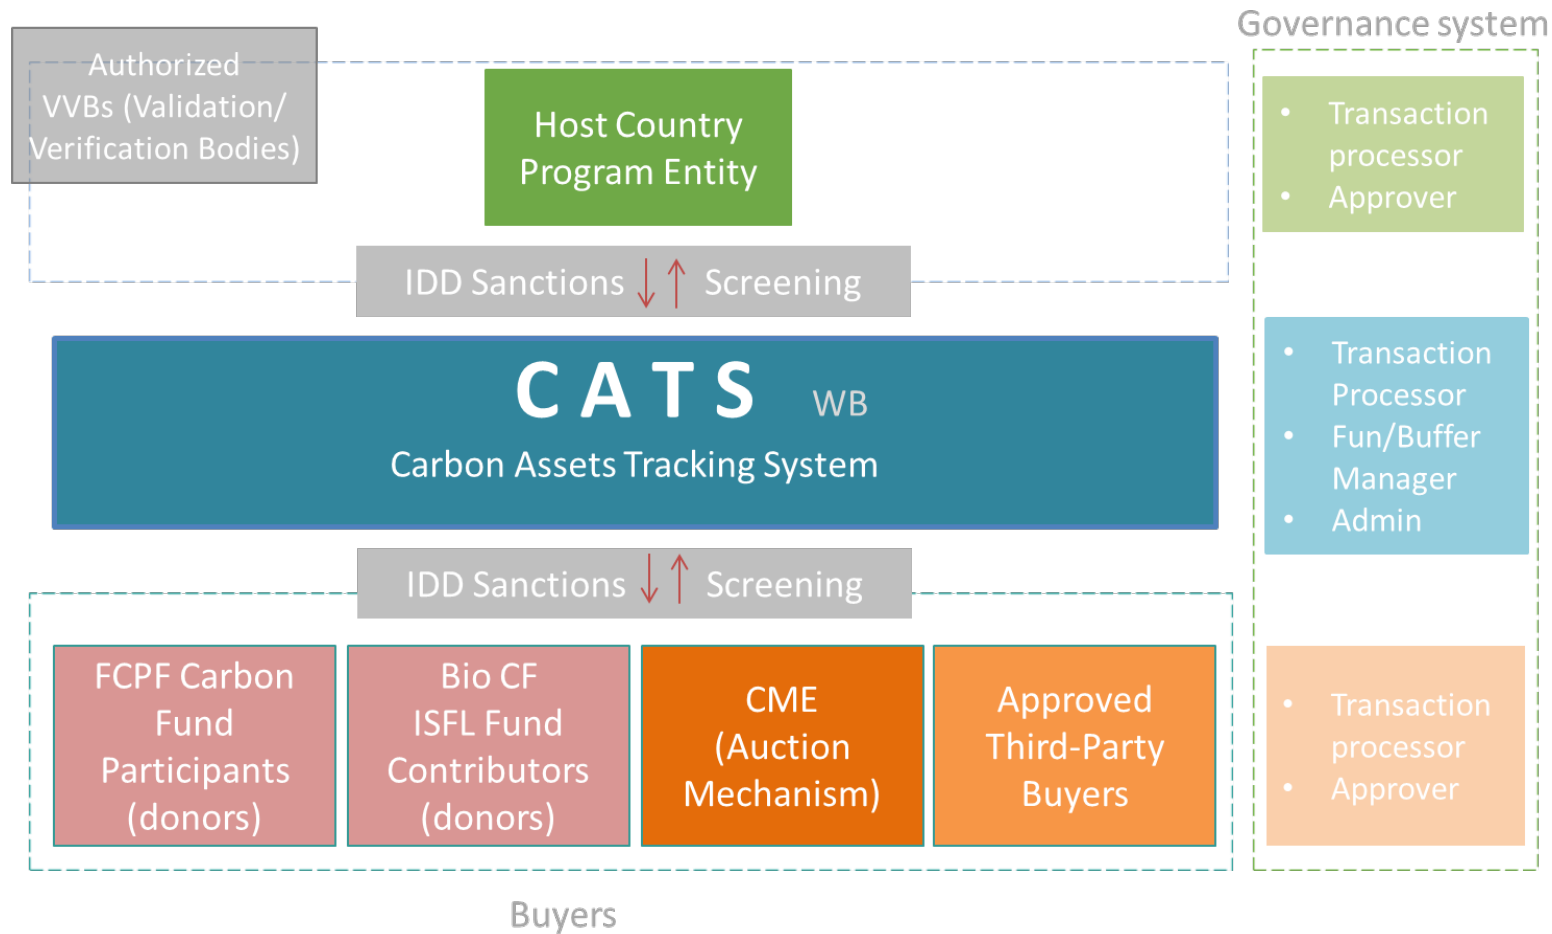 Governance system
Authorized
VVBs (Validation/
Verification Bodies)
Host Country
Program Entity
• Transaction
processor
• Approver
IDD Sanctions ↓ ↑ Screening
C A T S WB
Carbon Assets Tracking System
• Transaction
Processor
• Fun/Buffer
Manager
• Admin
IDD Sanctions ↓ ↑ Screening
FCPF Carbon
Fund
Participants
(donors)
Bio CF
ISFL Fund
Contributors
(donors)
CME
(Auction
Mechanism)
Approved
Third-Party
Buyers
• Transaction
processor
• Approver
Buyers